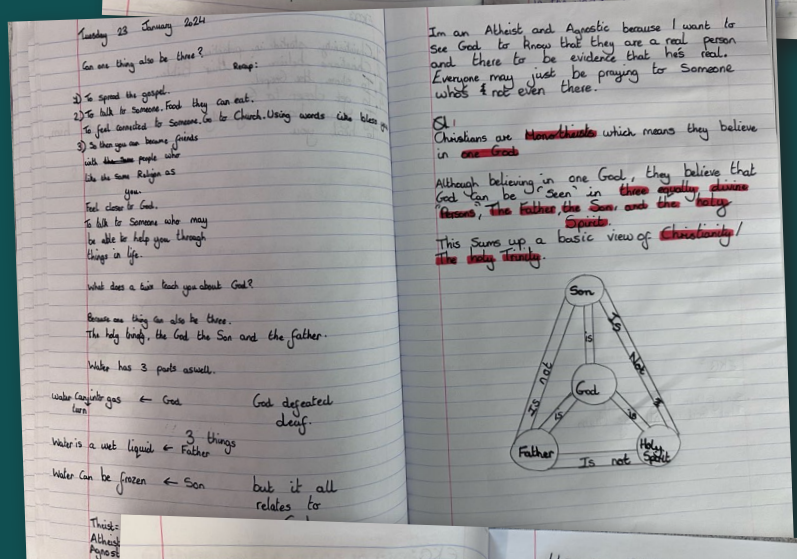 Tuesday 23 January 2024
Can one thing also be three?
Recap:
1) To spread the gospel.
2) To talk to someone. Food they can eat.
To feel connected to someone. Go to Church. Using words like bless you
3) So then you can become friends
with people who
like the same Religion as
you.
Feel closer to God.
To talk to someone who may
be able to help you through
things in life.
What does a twix teach you about God?
Because one thing can also be three.
The holy trinity, the God the Son and the father.
Water has 3 parts aswell.
Water can turn into gas ← God
God defeated
Water is a wet liquid ← 3 things
Father
Water can be frozen ← Son
but it all
relates to
Theist=
Atheist
Agnost
Im an Atheist and Agnostic because I want to
see God to know that they are a real person
and there to be evidence that he's real.
Everyone may just be praying to someone
who's not even there.
Christians are Monotheists which means they believe
in one God
Although believing in one God, they believe that
God can be "seen" in three equally divine
"Persons", The Father, the Son, and the holy
Spirit.
This sums up a basic view of Christianity/
The holy Trinity.
Son
Is not
is
Is Not
God
is
is
Father
Holy
Spirit
Is not